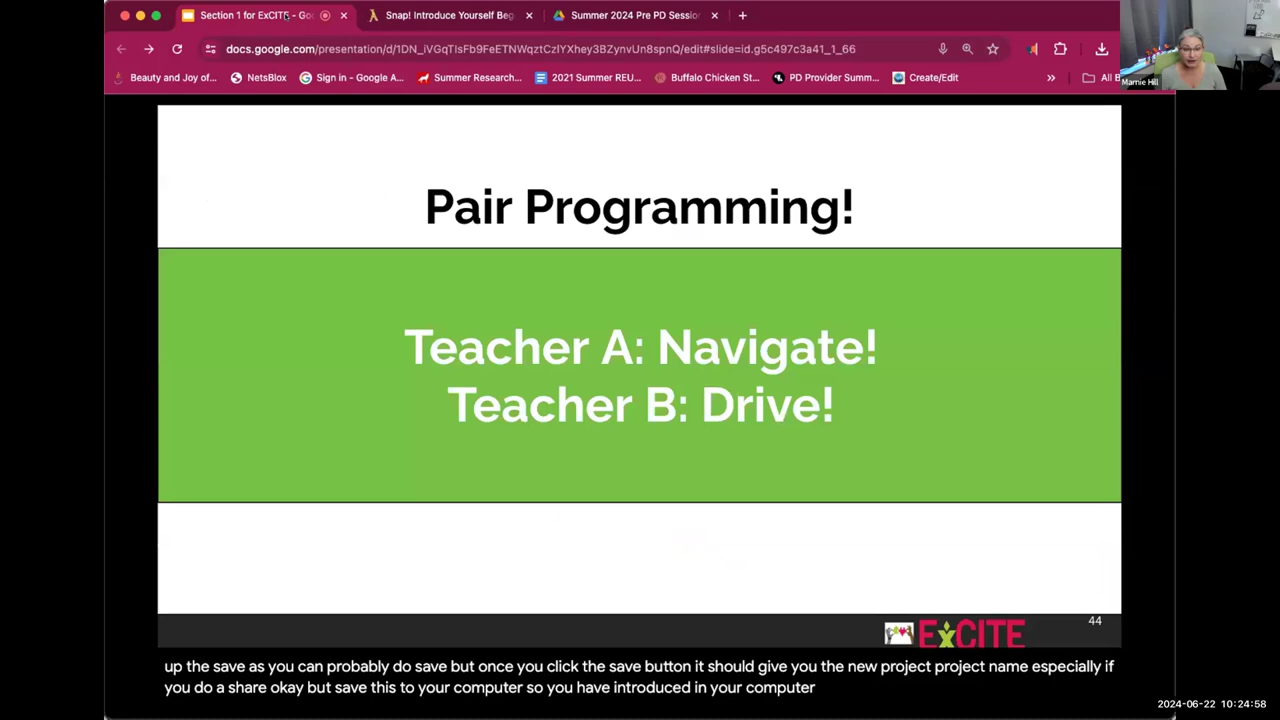 Section 1 for ExCITE - Goo
Snap! Introduce Yourself Beg
Summer 2024 Pre PD Sessio
docs.google.com/presentation/d/1DN_iVGqTIsFb9FeETNWqztCzlYXhey3BZynvUn8spnQ/edit#slide=id.g5c497c3a41_1_66
Beauty and Joy of...
NetsBlox
Sign in - Google A...
Summer Research...
2021 Summer REU...
Buffalo Chicken St...
PD Provider Summ...
Create/Edit
»
All B
Marnie Hill
Pair Programming!
Teacher A: Navigate!
Teacher B: Drive!
44
ExCITE
up the save as you can probably do save but once you click the save button it should give you the new project project name especially if
you do a share okay but save this to your computer so you have introduced in your computer
2024-06-22 10:24:58